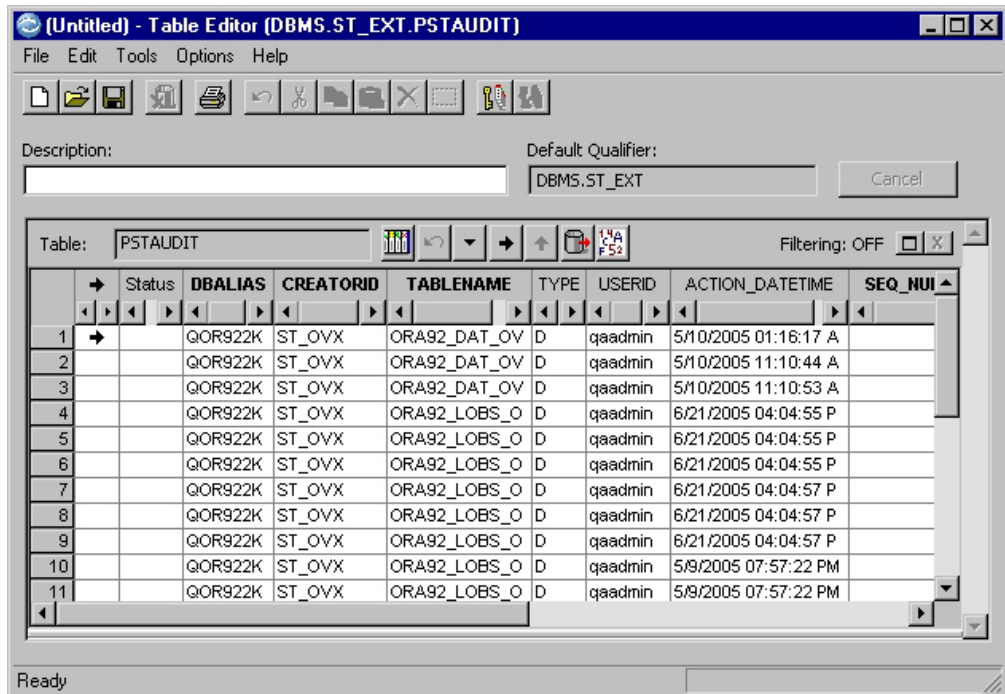 (Untitled) - Table Editor (DBMS.ST_EXT.PSTAUDIT)
File Edit Tools Options Help
Description: Default Qualifier:
DBMS.ST_EXT Cancel
Table: PSTAUDIT Filtering: OFF
Status DBALIAS CREATORID TABLENAME TYPE USERID ACTION_DATETIME SEQ_NUI
1 QOR922K ST_OVX ORA92_DAT_OV D qaadmin 5/10/2005 01:16:17 A
2 QOR922K ST_OVX ORA92_DAT_OV D qaadmin 5/10/2005 11:10:44 A
3 QOR922K ST_OVX ORA92_DAT_OV D qaadmin 5/10/2005 11:10:53 A
4 QOR922K ST_OVX ORA92_LOBS_O D qaadmin 6/21/2005 04:04:55 P
5 QOR922K ST_OVX ORA92_LOBS_O D qaadmin 6/21/2005 04:04:55 P
6 QOR922K ST_OVX ORA92_LOBS_O D qaadmin 6/21/2005 04:04:55 P
7 QOR922K ST_OVX ORA92_LOBS_O D qaadmin 6/21/2005 04:04:57 P
8 QOR922K ST_OVX ORA92_LOBS_O D qaadmin 6/21/2005 04:04:57 P
9 QOR922K ST_OVX ORA92_LOBS_O D qaadmin 6/21/2005 04:04:57 P
10 QOR922K ST_OVX ORA92_LOBS_O D qaadmin 5/9/2005 07:57:22 PM
11 QOR922K ST_OVX ORA92_LOBS_O D qaadmin 5/9/2005 07:57:22 PM
Ready